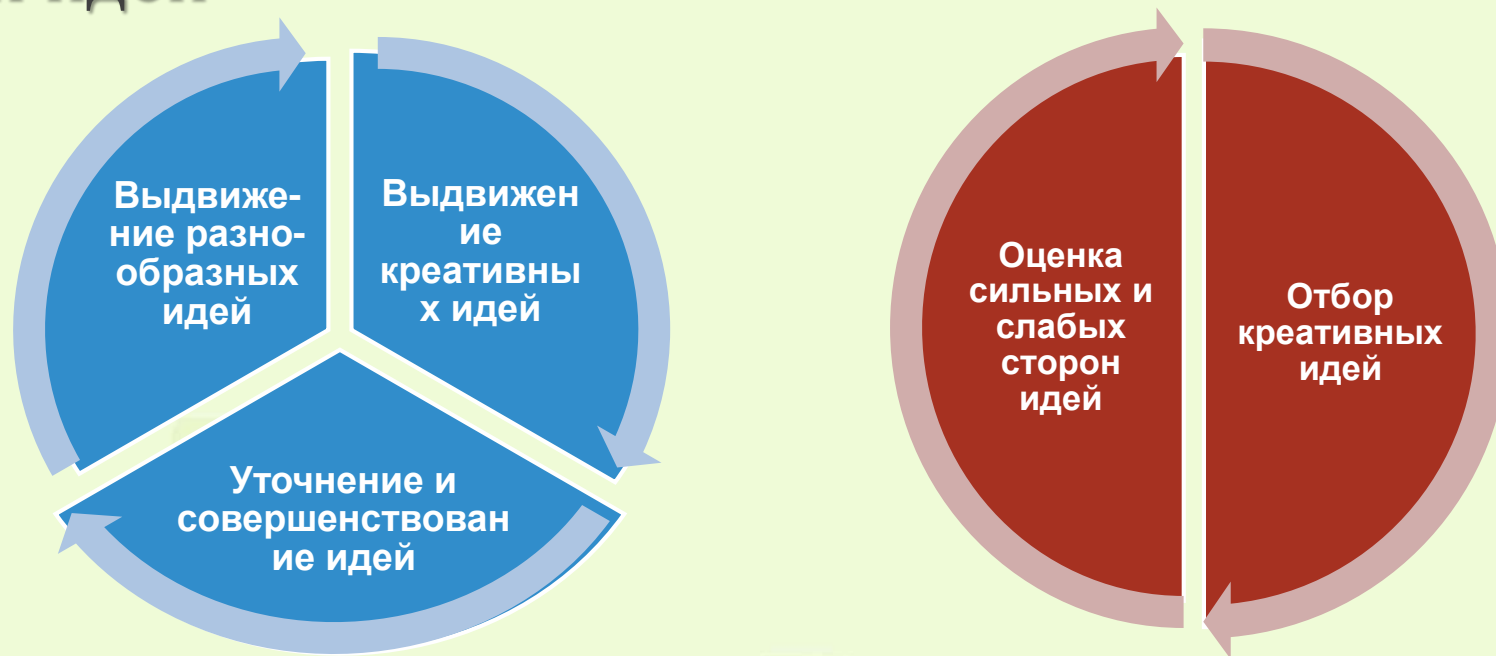 Выдвиже-
ние разно-
образных
идей
Выдвижен
ие
креативны
х идей
Уточнение и
совершенствован
ие идей
Оценка
сильных и
слабых
сторон
идей
Отбор
креативных
идей